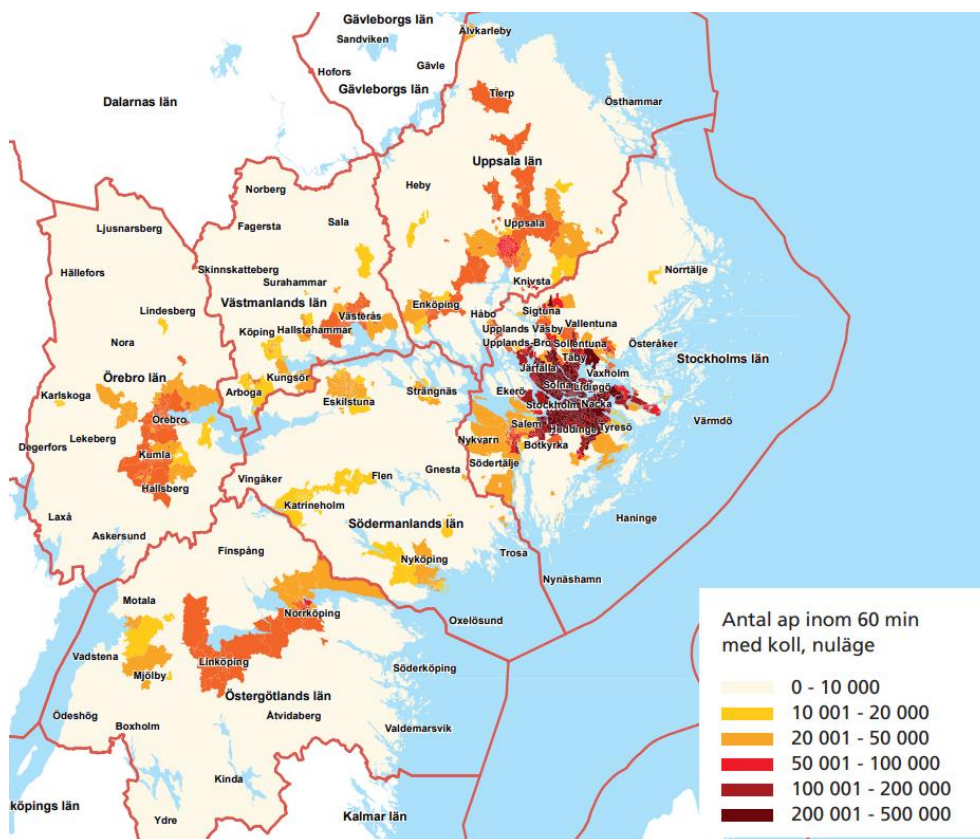 Gävleborgs län
Sandviken
Älvkarleby
Hofors
Gävle
Gävleborgs län
Dalarnas län
Tierp
Östhammar
Uppsala län
Heby
Norberg
Ljusnarsberg
Fagersta
Sala
Uppsala
Hällefors
Skinnskatteberg
Surahammar
Knivsta
Norrtälje
Västmanlands län
Enköping
Håbo
Sigtuna
Lindesberg
Köping
Hallstahammar
Västerås
Upplands Väsby
Vallentuna
Nora
Upplands-Bro
Sollentuna
Österåker
Stockholms län
Täby
Örebro län
Kungsör
Järfälla
Vaxholm
Karlskoga
Arboga
Eskilstuna
Strängnäs
Ekerö
Solna
Lidingö
Örebro
Stockholm
Nacka
Värmdö
Lekeberg
Degerfors
Kumla
Nykvarn
Salem
Huddinge
Tyresö
Botkyrka
Hallsberg
Vingåker
Flen
Gnesta
Södertälje
Katrineholm
Laxå
Askersund
Södermanlands län
Haninge
Finspång
Nyköping
Trosa
Nynäshamn
Motala
Norrköping
Oxelösund
Vadstena
Linköping
Söderköping
Mjölby
Östergötlands län
Ödeshög
Boxholm
Åtvidaberg
Valdemarsvik
Kinda
köpings län
Ydre
Kalmar län
Antal ap inom 60 min
med koll, nuläge
0 - 10 000
10 001 - 20 000
20 001 - 50 000
50 001 - 100 000
100 001 - 200 000
200 001 - 500 000